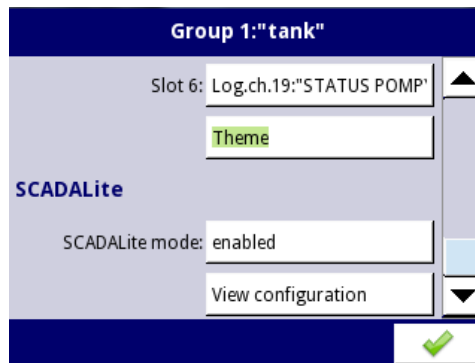 Group 1:"tank"
Slot 6: Log.ch.19:"STATUS POMP"
Theme
SCADALite
SCADALite mode: enabled
View configuration